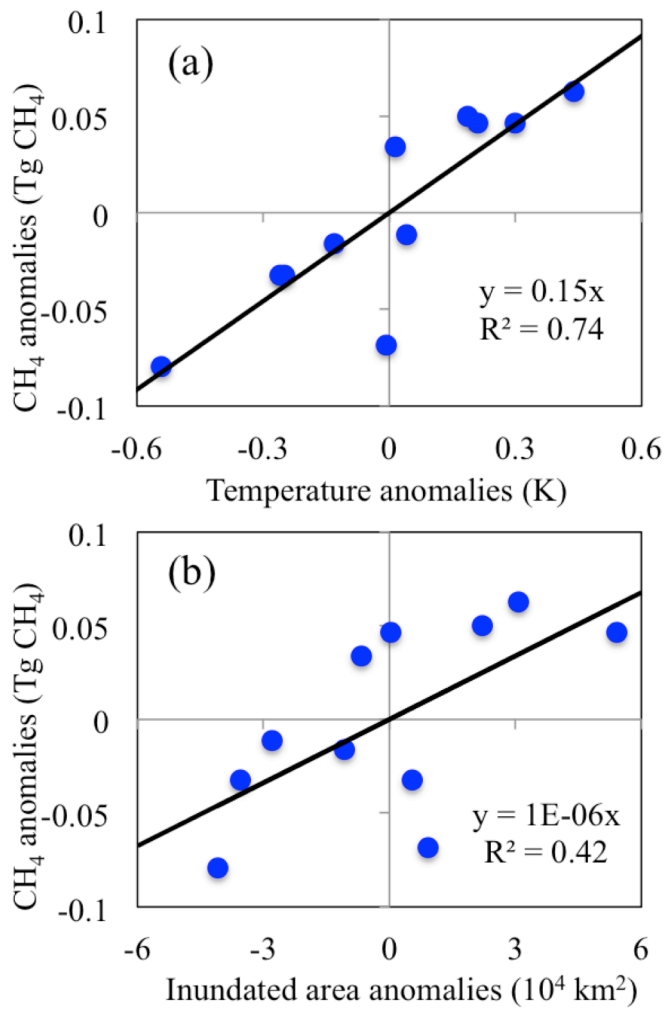 (a)
CH₄ anomalies (Tg CH₄)
0.1
0.05
0
-0.05
-0.1
y = 0.15x
R² = 0.74
-0.6 -0.3 0 0.3 0.6
Temperature anomalies (K)
(b)
CH₄ anomalies (Tg CH₄)
0.1
0.05
0
-0.05
-0.1
y = 1E-06x
R² = 0.42
-6 -3 0 3 6
Inundated area anomalies (10⁴ km²)